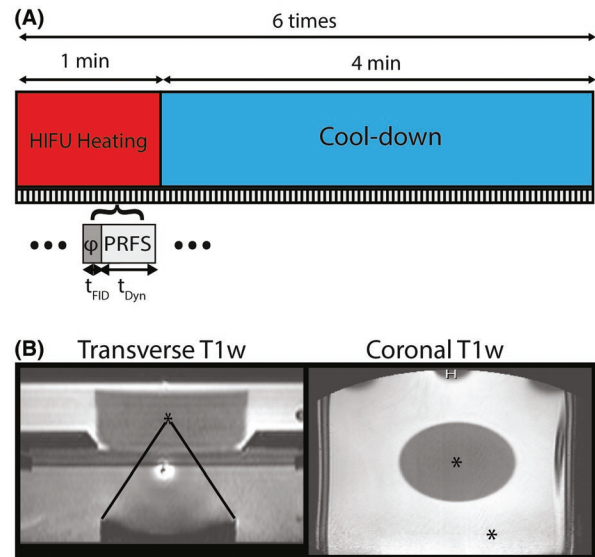 (A)
6 times
1 min
4 min
HIFU Heating
Cool-down
••• φ PRFS •••
tFID tDyn
(B)
Transverse T1w
Coronal T1w
H
*
*
*